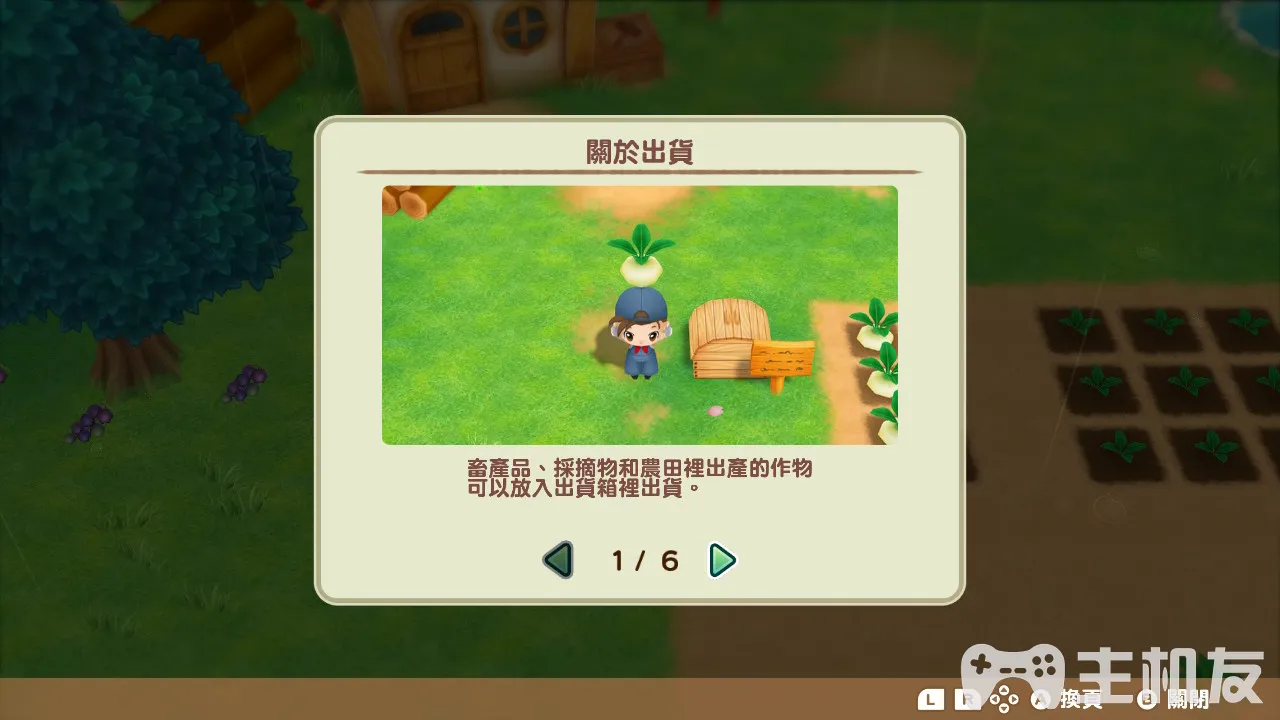 關於出貨
畜產品、採摘物和農田裡出產的作物
可以放入出貨箱裡出貨。
1 / 6
L R A 換頁 B 關閉
主机友